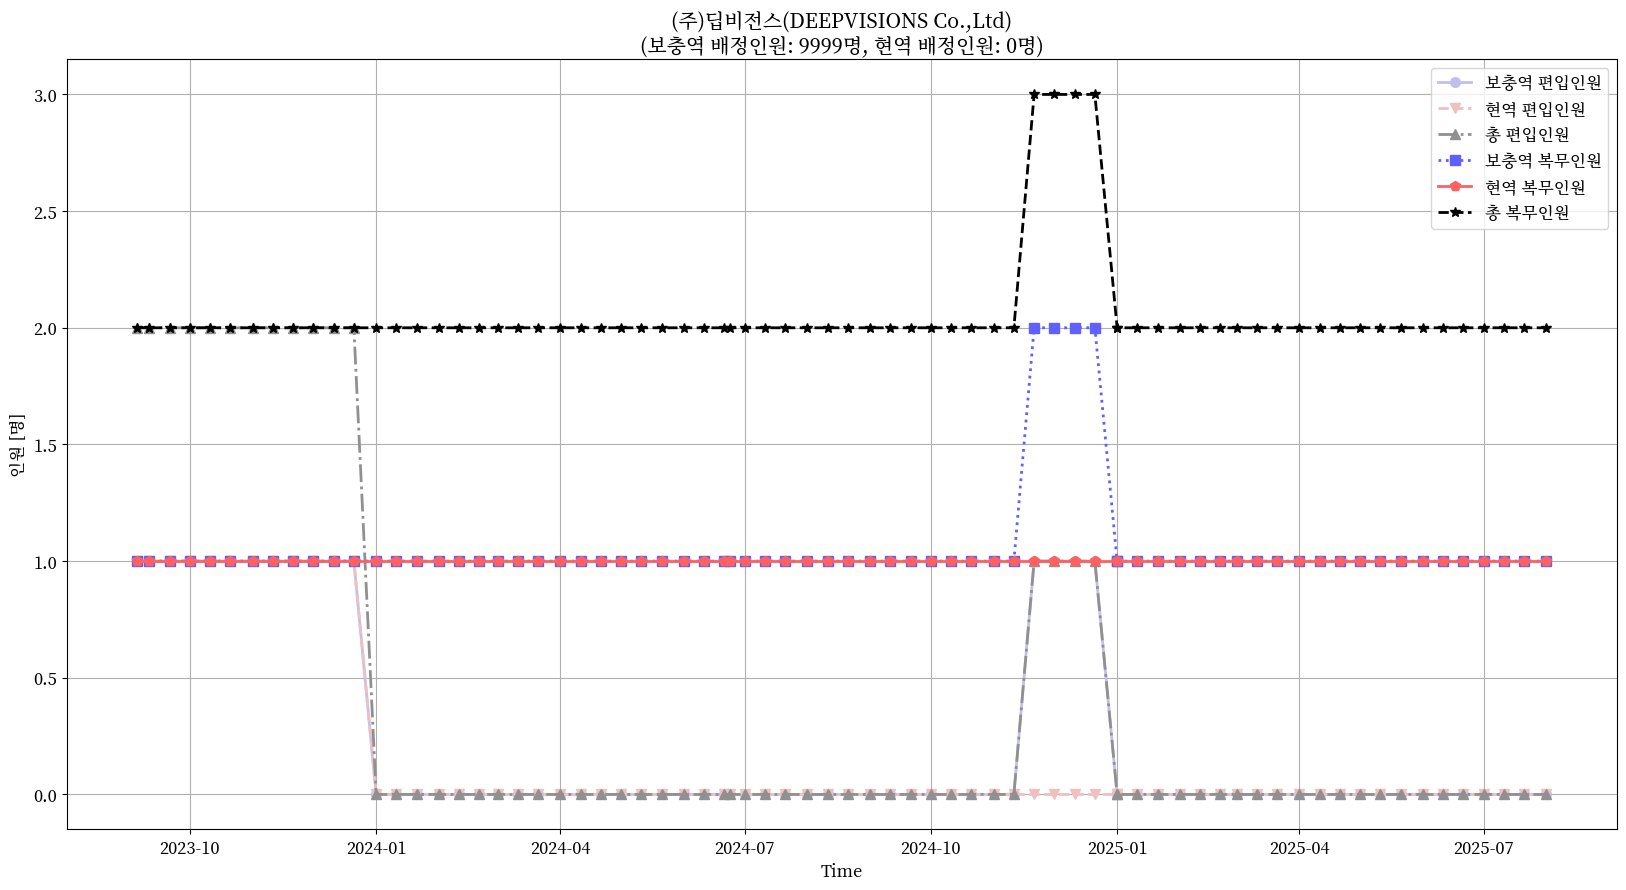 (주)딥비전스(DEEPVISIONS Co.,Ltd)
(보충역 배정인원: 9999명, 현역 배정인원: 0명)
보충역 편입인원
현역 편입인원
총 편입인원
보충역 복무인원
현역 복무인원
총 복무인원
3.0
2.5
2.0
1.5
1.0
0.5
0.0
인원 [명]
2023-10
2024-01
2024-04
2024-07
2024-10
2025-01
2025-04
2025-07
Time